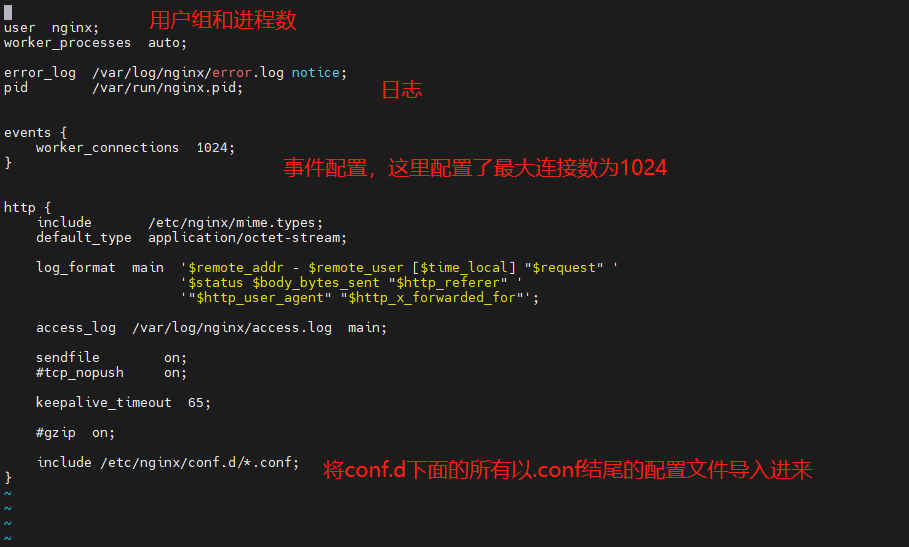 user  nginx;
用户组和进程数
worker_processes  auto;
error_log  /var/log/nginx/error.log notice;
pid        /var/run/nginx.pid;
日志
events {
    worker_connections  1024;
}
事件配置，这里配置了最大连接数为1024
http {
    include       /etc/nginx/mime.types;
    default_type  application/octet-stream;
    log_format  main  '$remote_addr - $remote_user [$time_local] "$request" '
                      '$status $body_bytes_sent "$http_referer" '
                      '"$http_user_agent" "$http_x_forwarded_for"';
    access_log  /var/log/nginx/access.log  main;
    sendfile        on;
    #tcp_nopush     on;
    keepalive_timeout  65;
    #gzip  on;
    include /etc/nginx/conf.d/*.conf;
将conf.d下面的所有以.conf结尾的配置文件导入进来
}
~
~
~
~